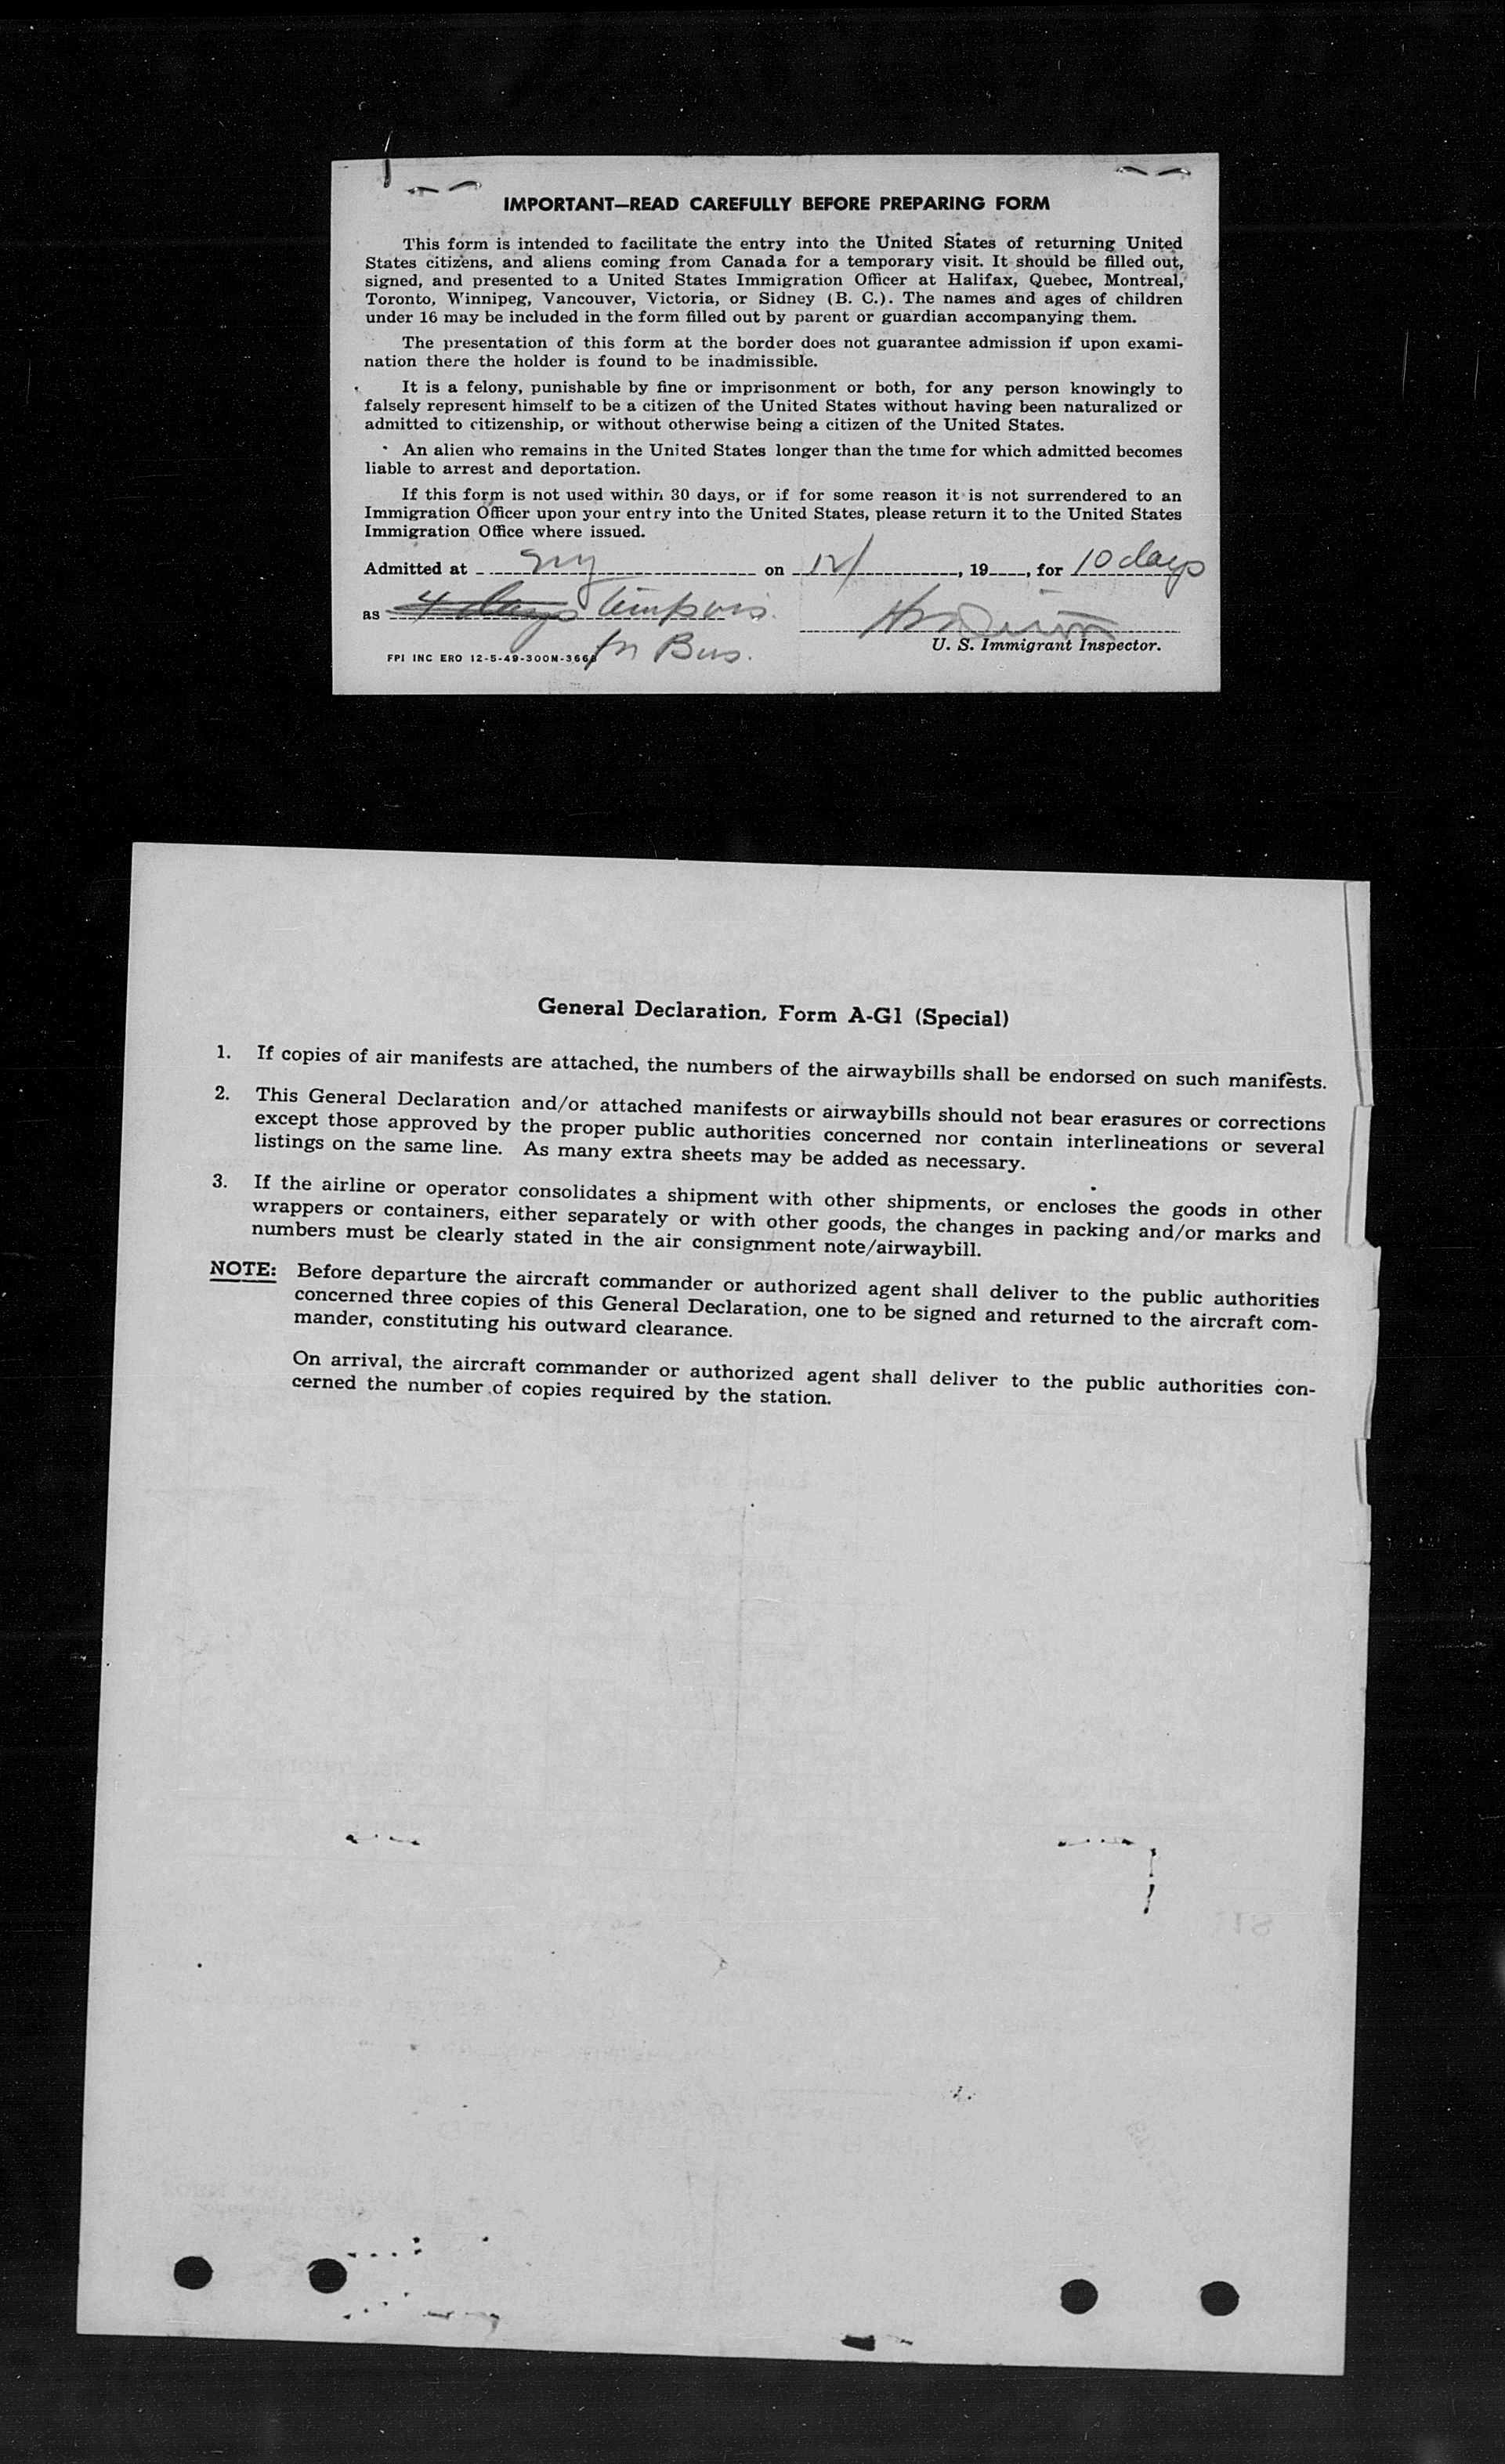 IMPORTANT—READ CAREFULLY BEFORE PREPARING FORM
This form is intended to facilitate the entry into the United States of returning United
States citizens, and aliens coming from Canada for a temporary visit. It should be filled out,
signed, and presented to a United States Immigration Officer at Halifax, Quebec, Montreal,
Toronto, Winnipeg, Vancouver, Victoria, or Sidney (B. C.). The names and ages of children
under 16 may be included in the form filled out by parent or guardian accompanying them.
The presentation of this form at the border does not guarantee admission if upon exami-
nation there the holder is found to be inadmissible.
It is a felony, punishable by fine or imprisonment or both, for any person knowingly to
falsely represent himself to be a citizen of the United States without having been naturalized or
admitted to citizenship, or without otherwise being a citizen of the United States.
An alien who remains in the United States longer than the time for which admitted becomes
liable to arrest and deportation.
If this form is not used within 30 days, or if for some reason it is not surrendered to an
Immigration Officer upon your entry into the United States, please return it to the United States
Immigration Office where issued.
Admitted at NY on 12/ , 19 , for 10 days
as 4 days
U. S. Immigrant Inspector.
FPI INC ERO 12-5-49-300M-3668 Bus.
General Declaration, Form A-G1 (Special)
1. If copies of air manifests are attached, the numbers of the airwaybills shall be endorsed on such manifests.
2. This General Declaration and/or attached manifests or airwaybills should not bear erasures or corrections
except those approved by the proper public authorities concerned nor contain interlineations or several
listings on the same line. As many extra sheets may be added as necessary.
3. If the airline or operator consolidates a shipment with other shipments, or encloses the goods in other
wrappers or containers, either separately or with other goods, the changes in packing and/or marks and
numbers must be clearly stated in the air consignment note/airwaybill.
NOTE: Before departure the aircraft commander or authorized agent shall deliver to the public authorities
concerned three copies of this General Declaration, one to be signed and returned to the aircraft com-
mander, constituting his outward clearance.
On arrival, the aircraft commander or authorized agent shall deliver to the public authorities con-
cerned the number of copies required by the station.